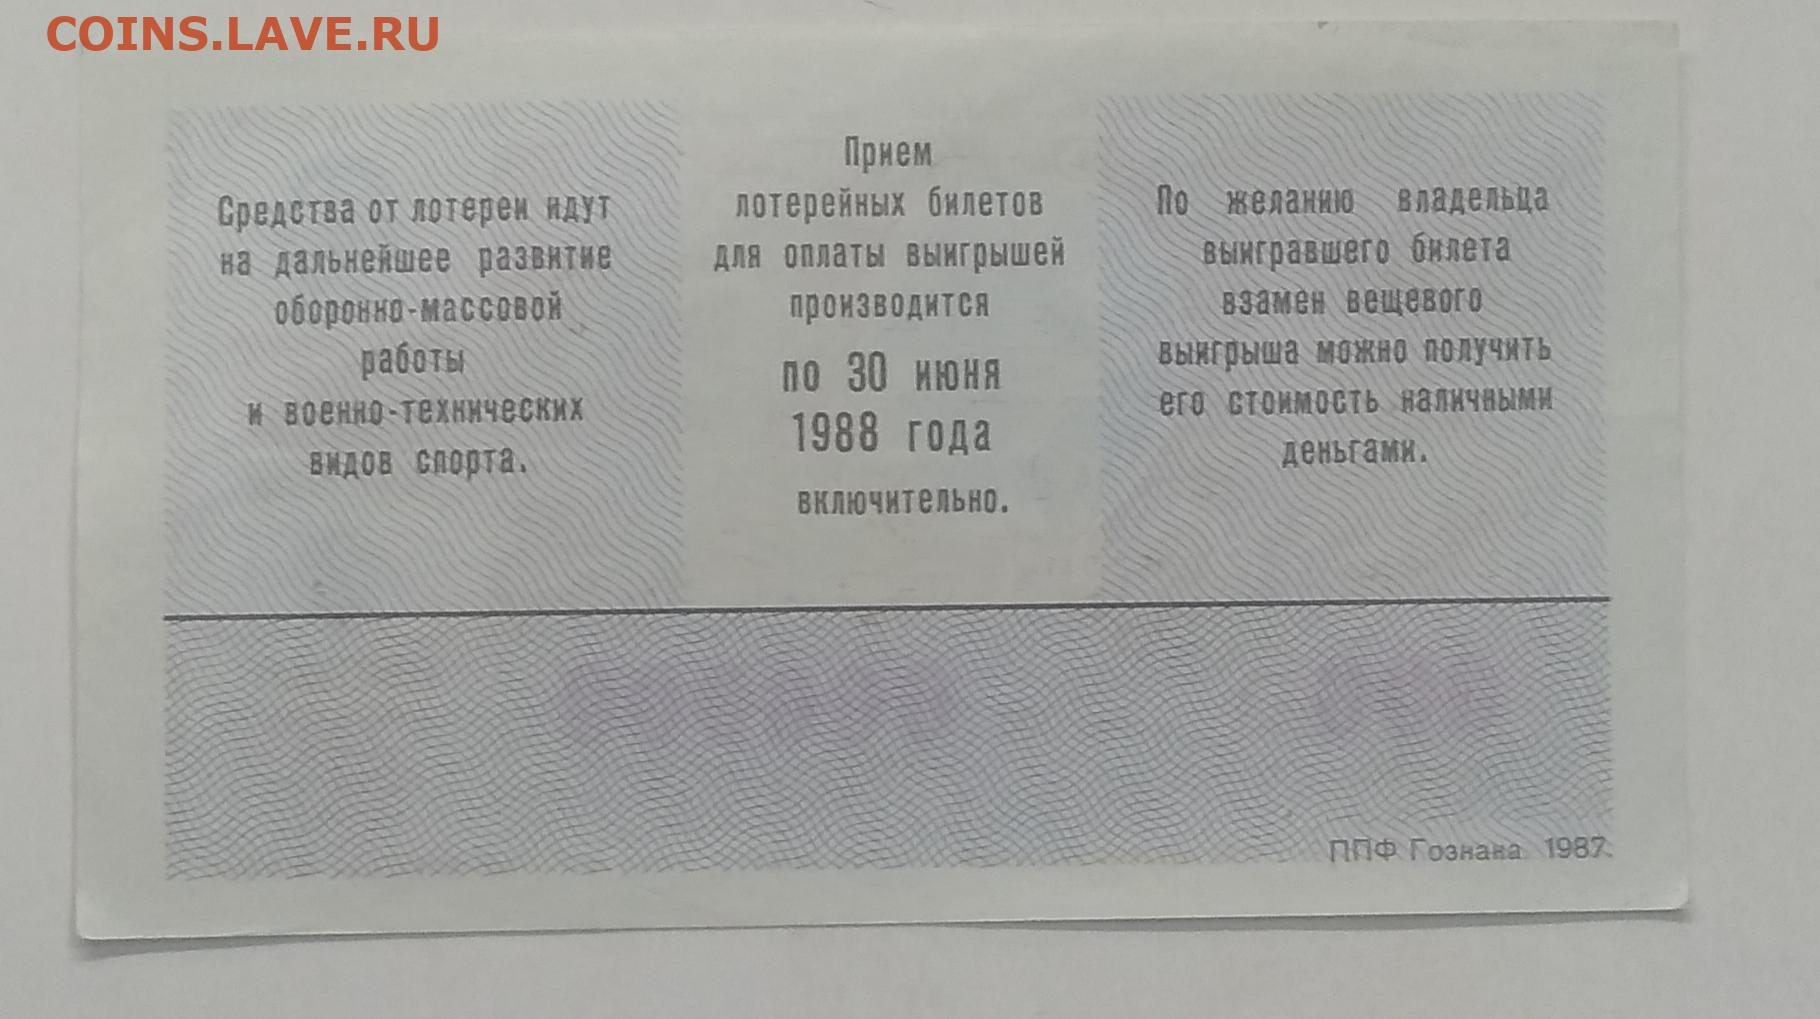 COINS.LAVE.RU
Средства от лотереи идут
на дальнейшее развитие
оборонно-массовой
работы
и военно-технических
видов спорта.
Прием
лотерейных билетов
для оплаты выигрышей
производится
по 30 июня
1988 года
включительно.
По желанию владельца
выигравшего билета
взамен вещевого
выигрыша можно получить
его стоимость наличными
деньгами.
ППФ Гознака 1987.